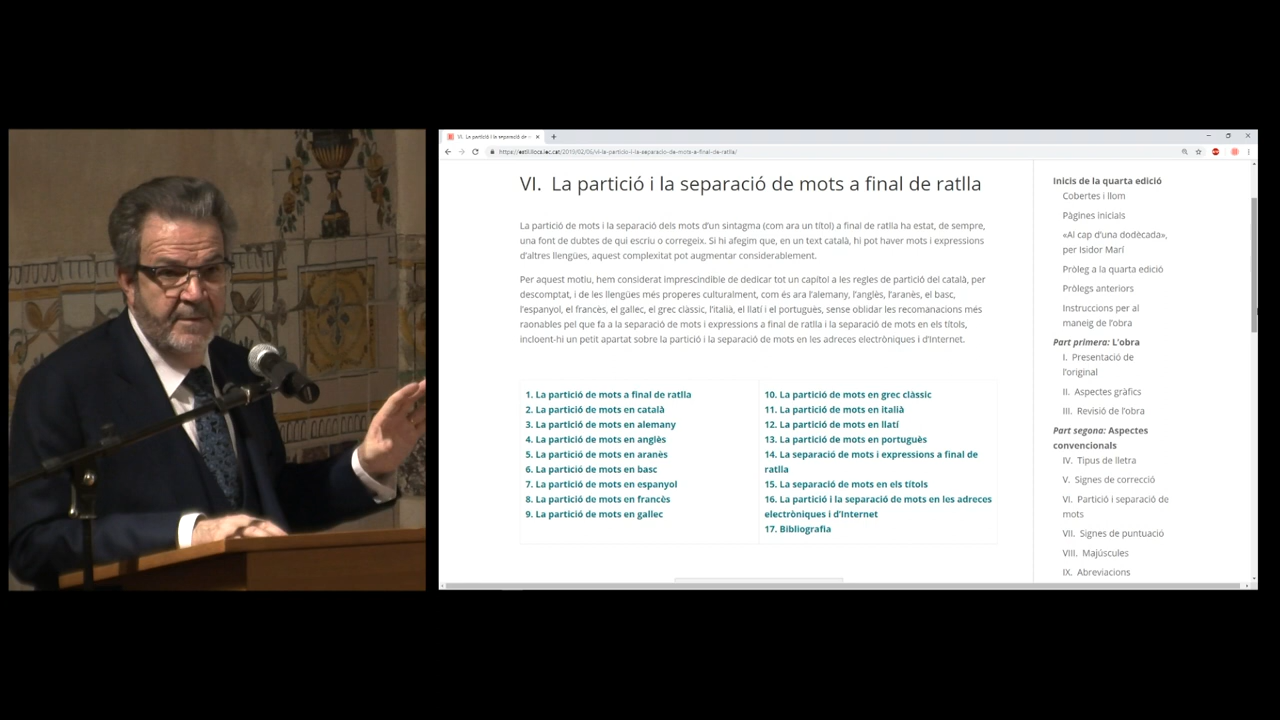 VI. La partició i la separació de mots a final de ratlla
La partició de mots i la separació dels mots d'un sintagma (com ara un títol) a final de ratlla ha estat, de sempre,
una font de dubtes de qui escriu o corregeix. Si hi afegim que, en un text català, hi pot haver mots i expressions
d'altres llengües, aquest complexitat pot augmentar considerablement.
Per aquest motiu, hem considerat imprescindible de dedicar tot un capítol a les regles de partició del català, per
descomptat, i de les llengües més properes culturalment, com és ara l'alemany, l'anglès, l'aranès, el basc,
l'espanyol, el francès, el gallec, el grec clàssic, l'italià, el llatí i el portuguès, sense oblidar les recomanacions més
raonables pel que fa a la separació de mots i expressions a final de ratlla i la separació de mots en els títols,
incloent-hi un petit apartat sobre la partició i la separació de mots en les adreces electròniques i d'Internet.
1. La partició de mots a final de ratlla
2. La partició de mots en català
3. La partició de mots en alemany
4. La partició de mots en anglès
5. La partició de mots en aranès
6. La partició de mots en basc
7. La partició de mots en espanyol
8. La partició de mots en francès
9. La partició de mots en gallec
10. La partició de mots en grec clàssic
11. La partició de mots en italià
12. La partició de mots en llatí
13. La partició de mots en portuguès
14. La separació de mots i expressions a final de
ratlla
15. La separació de mots en els títols
16. La partició i la separació de mots en les adreces
electròniques i d'Internet
17. Bibliografia
Inicis de la quarta edició
Cobertes i llom
Pàgines inicials
«Al cap d'una dodècada»,
per Isidor Marí
Pròleg a la quarta edició
Pròlegs anteriors
Instruccions per al
maneig de l'obra
Part primera: L'obra
I. Presentació de
l'original
II. Aspectes gràfics
III. Revisió de l'obra
Part segona: Aspectes
convencionals
IV. Tipus de lletra
V. Signes de correcció
VI. Partició i separació de
mots
VII. Signes de puntuació
VIII. Majúscules
IX. Abreviacions